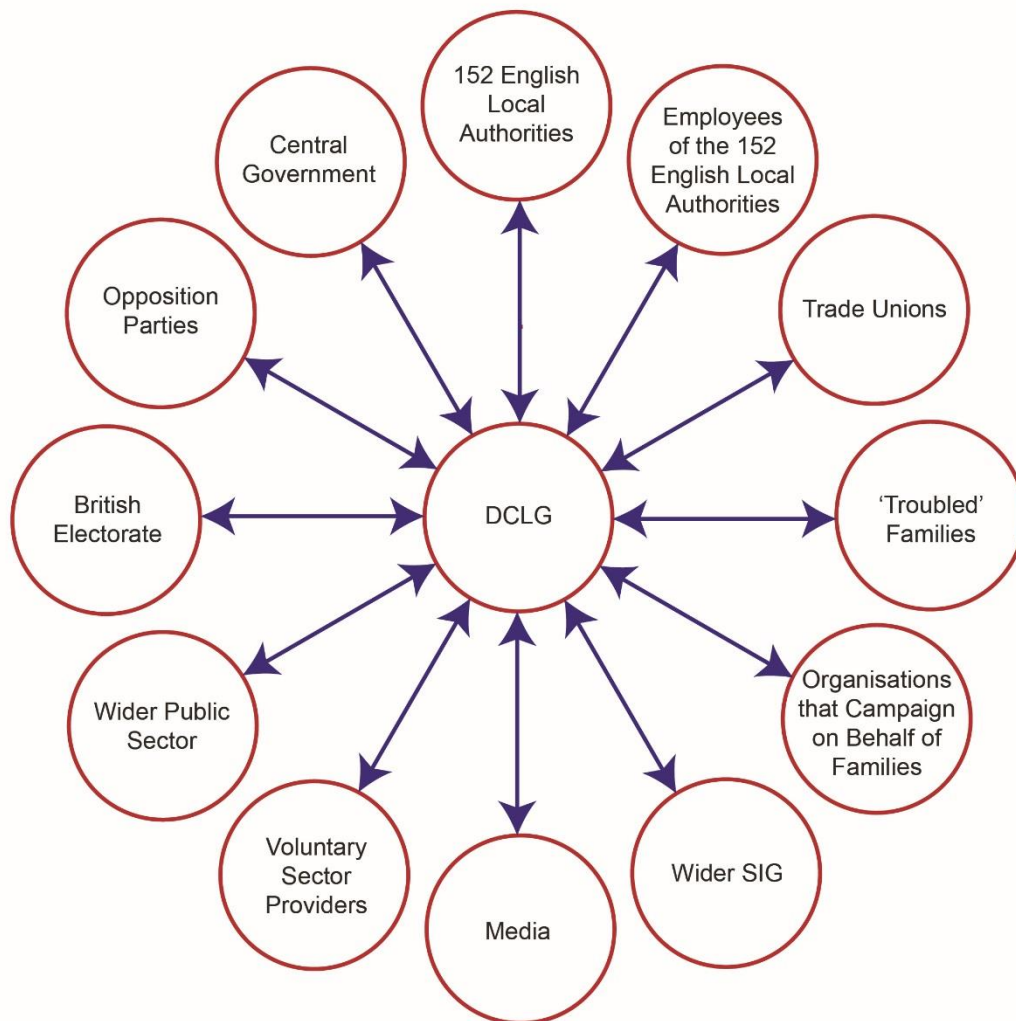 152 English
Local
Authorities
Employees
of the 152
English Local
Authorities
Trade Unions
‘Troubled’
Families
Organisations
that Campaign
on Behalf of
Families
Wider SIG
Media
Voluntary
Sector
Providers
Wider Public
Sector
British
Electorate
Opposition
Parties
Central
Government
DCLG